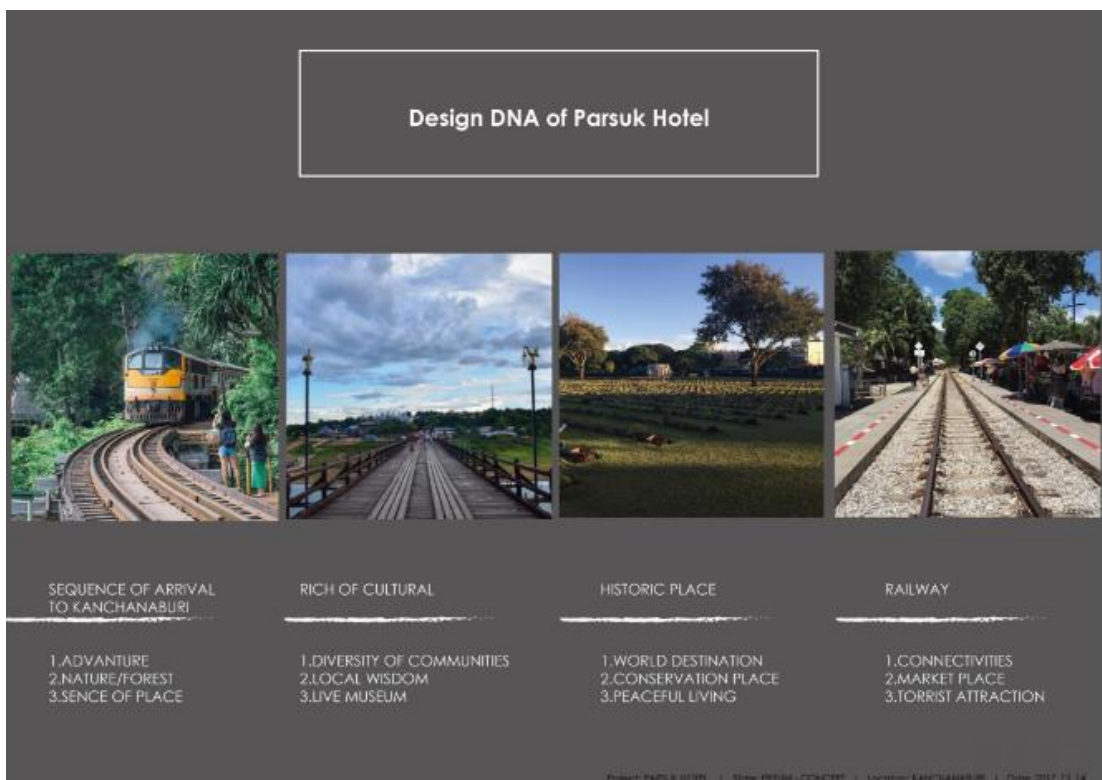 Design DNA of Parsuk Hotel
SEQUENCE OF ARRIVAL
TO KANCHANABURI
1.ADVANTURE
2.NATURE/FOREST
3.SENCE OF PLACE
RICH OF CULTURAL
1.DIVERSITY OF COMMUNITIES
2.LOCAL WISDOM
3.LIVE MUSEUM
HISTORIC PLACE
1.WORLD DESTINATION
2.CONSERVATION PLACE
3.PEACEFUL LIVING
RAILWAY
1.CONNECTIVITIES
2.MARKET PLACE
3.TORRIST ATTRACTION